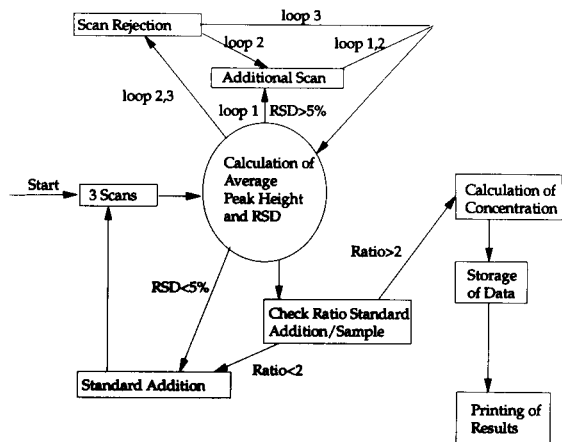 Scan Rejection
loop 3
loop 2
loop 1,2
Additional Scan
loop 2,3
loop 1
RSD>5%
Calculation of
Average
Peak Height
and RSD
Start
3 Scans
Calculation of
Concentration
Ratio>2
RSD<5%
Storage
of Data
Check Ratio Standard
Addition/Sample
Ratio<2
Standard Addition
Printing of
Results